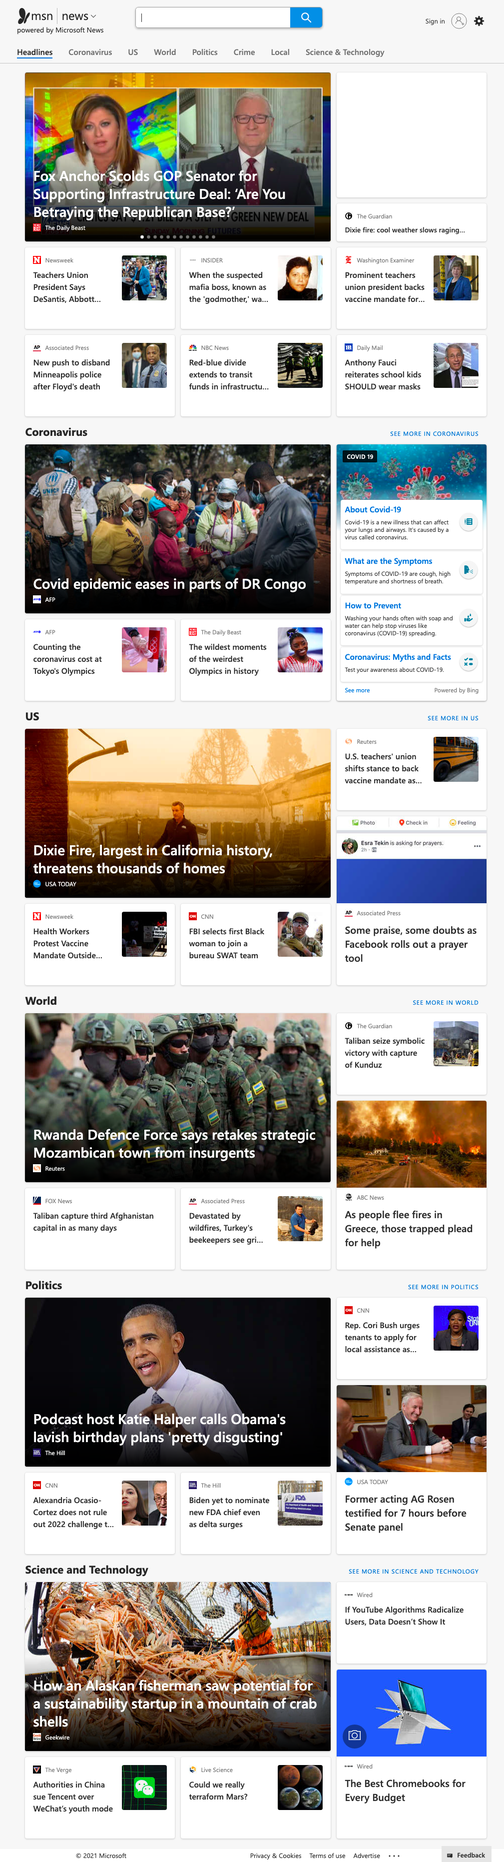 msn | news
powered by Microsoft News
Sign in
Headlines Coronavirus US World Politics Crime Local Science & Technology
Fox Anchor Scolds GOP Senator for
Supporting Infrastructure Deal: ‘Are You
Betraying the Republican Base?’
The Daily Beast
The Guardian
Dixie fire: cool weather slows raging...
Newsweek
Teachers Union
President Says
DeSantis, Abbott...
INSIDER
When the suspected
mafia boss, known as
the 'godmother,' wa...
Washington Examiner
Prominent teachers
union president backs
vaccine mandate for...
Associated Press
New push to disband
Minneapolis police
after Floyd's death
NBC News
Red-blue divide
extends to transit
funds in infrastructu...
Daily Mail
Anthony Fauci
reiterates school kids
SHOULD wear masks
Coronavirus
SEE MORE IN CORONAVIRUS
Covid epidemic eases in parts of DR Congo
AFP
COVID 19
About Covid-19
Covid-19 is a new illness that can affect
your lungs and airways. It's caused by a
virus called coronavirus.
What are the Symptoms
Symptoms of COVID-19 are cough, high
temperature and shortness of breath.
How to Prevent
Washing your hands often with soap and
water can help stop viruses like
coronavirus (COVID-19) spreading.
Coronavirus: Myths and Facts
Test your awareness about COVID-19.
See more
Powered by Bing
AFP
Counting the
coronavirus cost at
Tokyo's Olympics
The Daily Beast
The wildest moments
of the weirdest
Olympics in history
US
SEE MORE IN US
Dixie Fire, largest in California history,
threatens thousands of homes
USA TODAY
Reuters
U.S. teachers' union
shifts stance to back
vaccine mandate as...
Photo Check in Feeling
Esra Tekin is asking for prayers.
2h
Associated Press
Some praise, some doubts as
Facebook rolls out a prayer
tool
Newsweek
Health Workers
Protest Vaccine
Mandate Outside...
CNN
FBI selects first Black
woman to join a
bureau SWAT team
World
SEE MORE IN WORLD
Rwanda Defence Force says retakes strategic
Mozambican town from insurgents
Reuters
The Guardian
Taliban seize symbolic
victory with capture
of Kunduz
ABC News
As people flee fires in
Greece, those trapped plead
for help
FOX News
Taliban capture third Afghanistan
capital in as many days
Associated Press
Devastated by
wildfires, Turkey's
beekeepers see gri...
Politics
SEE MORE IN POLITICS
Podcast host Katie Halper calls Obama's
lavish birthday plans 'pretty disgusting'
The Hill
CNN
Rep. Cori Bush urges
tenants to apply for
local assistance as...
USA TODAY
Former acting AG Rosen
testified for 7 hours before
Senate panel
CNN
Alexandria Ocasio-
Cortez does not rule
out 2022 challenge t...
The Hill
Biden yet to nominate
new FDA chief even
as delta surges
FDA
Science and Technology
SEE MORE IN SCIENCE AND TECHNOLOGY
How an Alaskan fisherman saw potential for
a sustainability startup in a mountain of crab
shells
Geekwire
Wired
If YouTube Algorithms Radicalize
Users, Data Doesn’t Show It
Wired
The Best Chromebooks for
Every Budget
The Verge
Authorities in China
sue Tencent over
WeChat's youth mode
Live Science
Could we really
terraform Mars?
© 2021 Microsoft
Privacy & Cookies Terms of use Advertise ...
Feedback